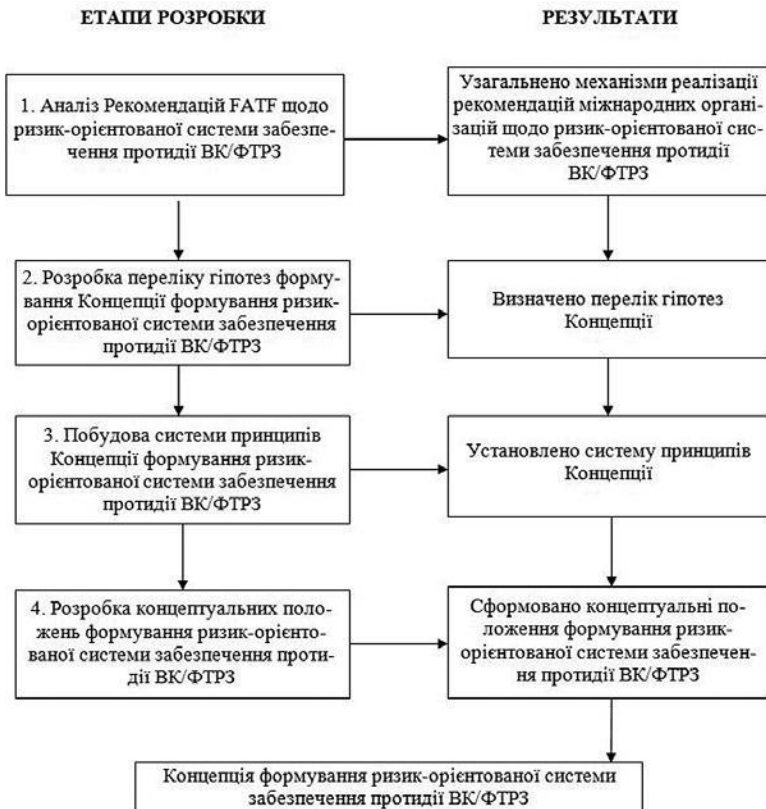 ЕТАПИ РОЗРОБКИ
РЕЗУЛЬТАТИ
1. Аналіз Рекомендацій FATF щодо
ризик-орієнтованої системи забезпе-
чення протидії ВК/ФТРЗ
Узагальнено механізми реалізації
рекомендацій міжнародних органі-
зацій щодо ризик-орієнтованої сис-
теми забезпечення протидії
ВК/ФТРЗ
2. Розробка переліку гіпотез форму-
вання Концепції формування ризик-
орієнтованої системи забезпечення
протидії ВК/ФТРЗ
Визначено перелік гіпотез
Концепції
3. Побудова системи принципів
Концепції формування ризик-
орієнтованої системи забезпечення
протидії ВК/ФТРЗ
Установлено систему принципів
Концепції
4. Розробка концептуальних поло-
жень формування ризик-орієнто-
ваної системи забезпечення проти-
дії ВК/ФТРЗ
Сформовано концептуальні по-
ложення формування ризик-
орієнтованої системи забезпечен-
ня протидії ВК/ФТРЗ
Концепція формування ризик-орієнтованої системи
забезпечення протидії ВК/ФТРЗ